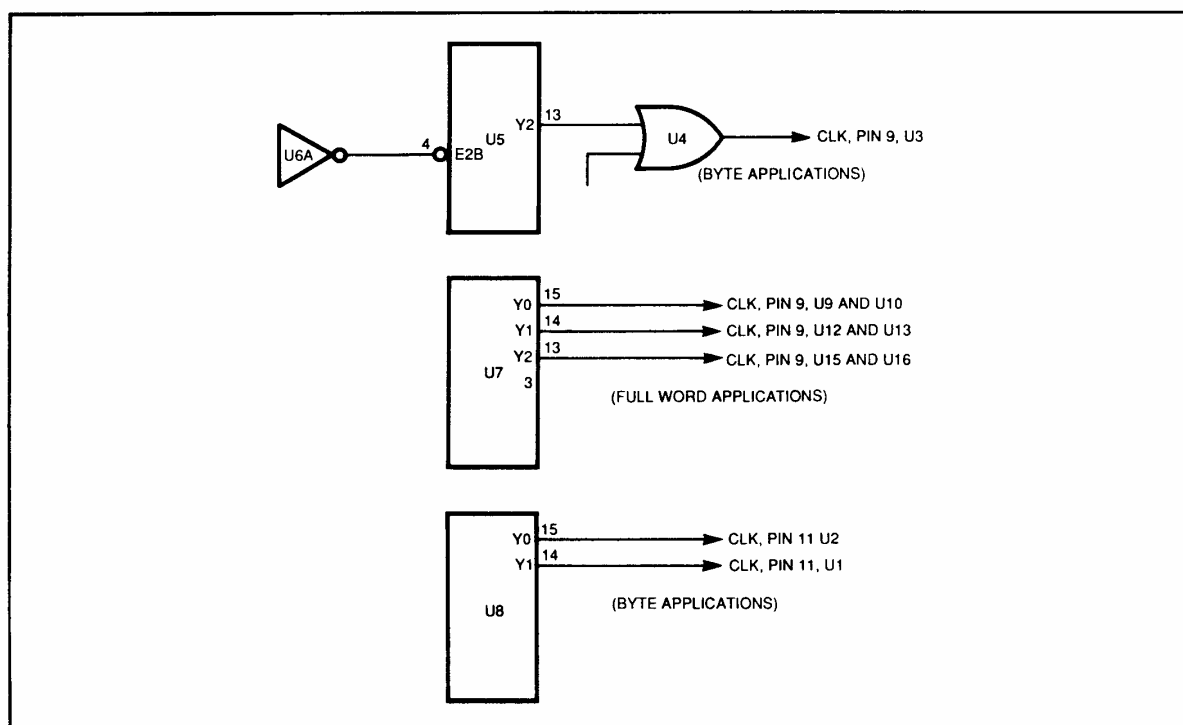 13
Y2
U5
U4
CLK, PIN 9, U3
U6A
4
E2B
(BYTE APPLICATIONS)
15
Y0
CLK, PIN 9, U9 AND U10
14
Y1
CLK, PIN 9, U12 AND U13
13
Y2
CLK, PIN 9, U15 AND U16
U7
3
(FULL WORD APPLICATIONS)
15
Y0
CLK, PIN 11 U2
14
Y1
CLK, PIN 11, U1
U8
(BYTE APPLICATIONS)